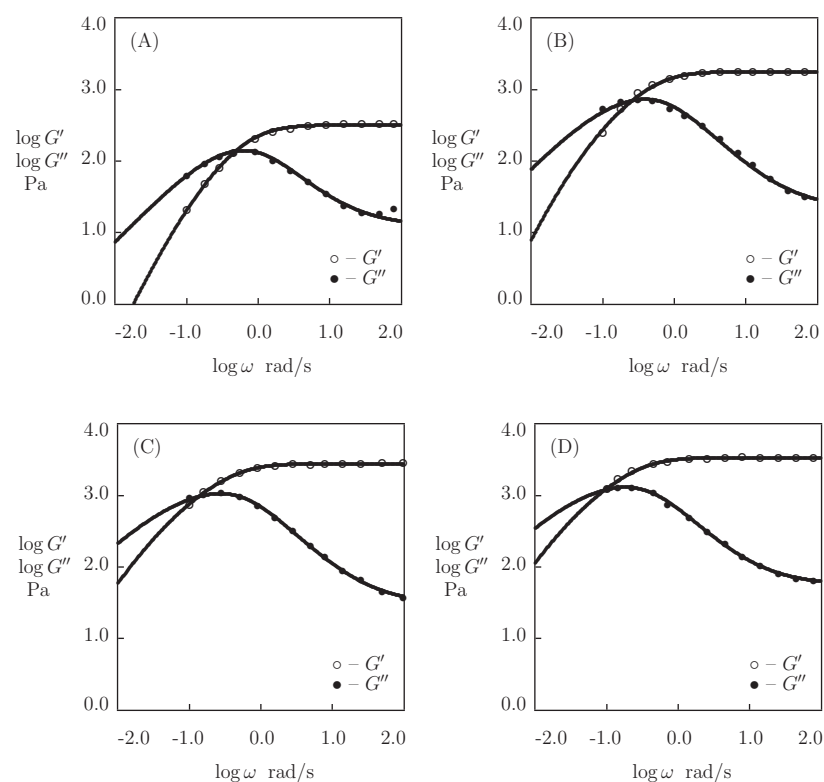 4.0
(A)
3.0
log G′
log G″
2.0
Pa
1.0
○ – G′
● – G″
0.0
-2.0 -1.0 0.0 1.0 2.0
log ω rad/s
4.0
(B)
3.0
log G′
log G″
2.0
Pa
1.0
○ – G′
● – G″
0.0
-2.0 -1.0 0.0 1.0 2.0
log ω rad/s
4.0
(C)
3.0
log G′
log G″
2.0
Pa
1.0
○ – G′
● – G″
0.0
-2.0 -1.0 0.0 1.0 2.0
log ω rad/s
4.0
(D)
3.0
log G′
log G″
2.0
Pa
1.0
○ – G′
● – G″
0.0
-2.0 -1.0 0.0 1.0 2.0
log ω rad/s